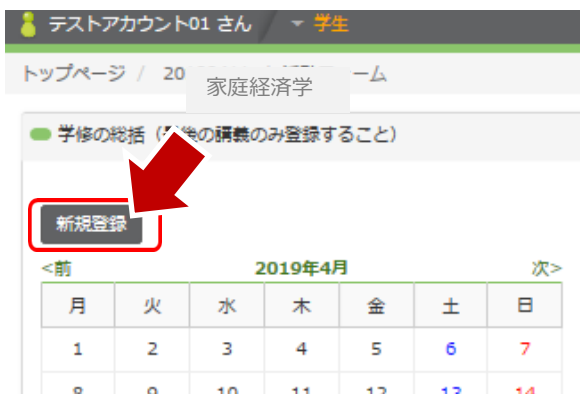 テストアカウント01 さん 学生
トップページ / 20 ーム
家庭経済学
学修の総括（ 後の講義のみ登録すること）
新規登録
<前 2019年4月 次>
月 火 水 木 金 土 日
1 2 3 4 5 6 7
8 9 10 11 12 13 14